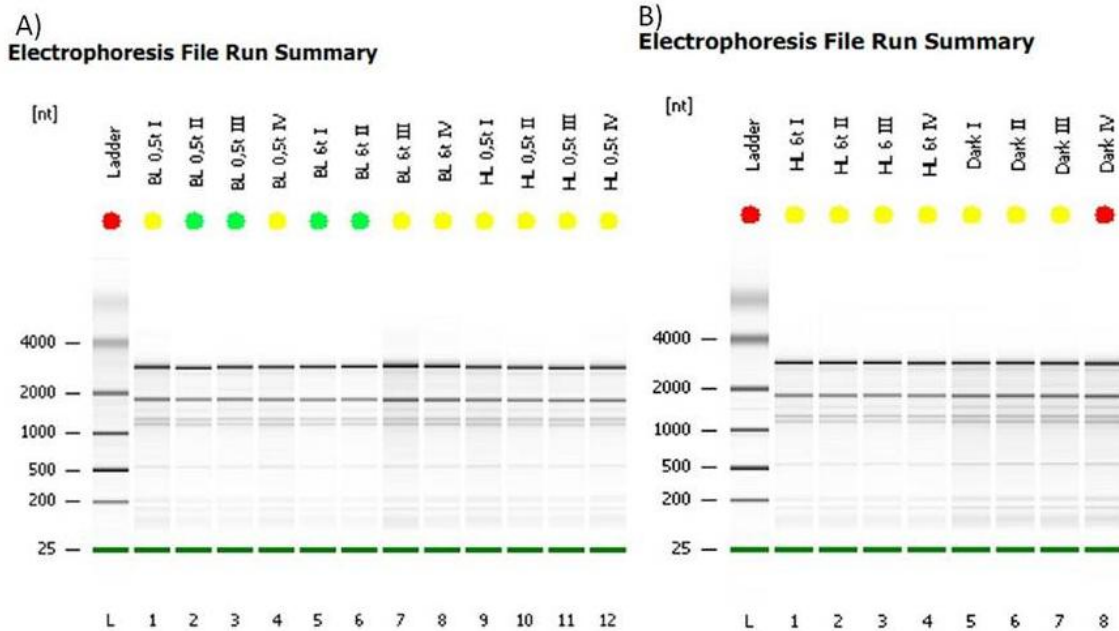 A)
Electrophoresis File Run Summary
[nt]
Ladder
BL 0,5t I
BL 0,5t II
BL 0,5t III
BL 0,5t IV
BL 6t I
BL 6t II
BL 6t III
BL 6t IV
HL 0,5t I
HL 0,5t II
HL 0,5t III
HL 0,5t IV
4000
2000
1000
500
200
25
L 1 2 3 4 5 6 7 8 9 10 11 12
B)
Electrophoresis File Run Summary
[nt]
Ladder
HL 6t I
HL 6t II
HL 6 III
HL 6t IV
Dark I
Dark II
Dark III
Dark IV
4000
2000
1000
500
200
25
L 1 2 3 4 5 6 7 8